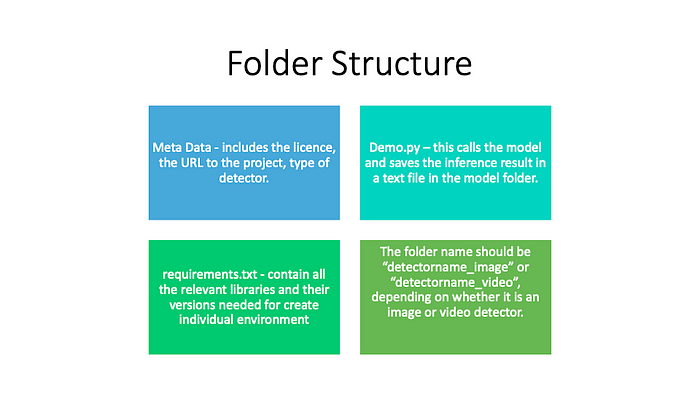 Folder Structure
Meta Data - includes the licence,
the URL to the project, type of
detector.
Demo.py – this calls the model
and saves the inference result in
a text file in the model folder.
requirements.txt - contain all
the relevant libraries and their
versions needed for create
individual environment
The folder name should be
“detectorname_image” or
“detectorname_video”,
depending on whether it is an
image or video detector.